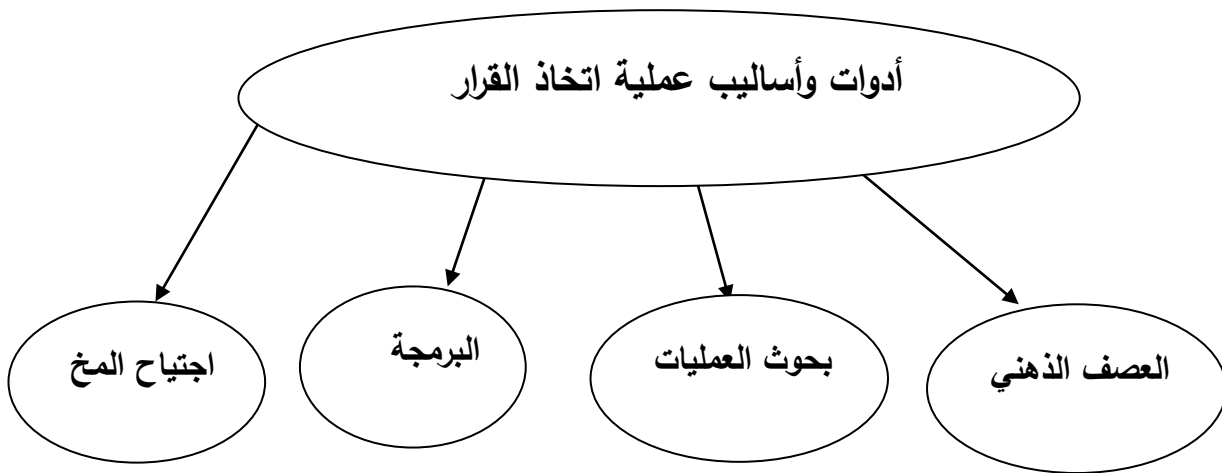 أدوات وأساليب عملية اتخاذ القرار
العصف الذهني
بحوث العمليات
البرمجة
اجتياح المخ